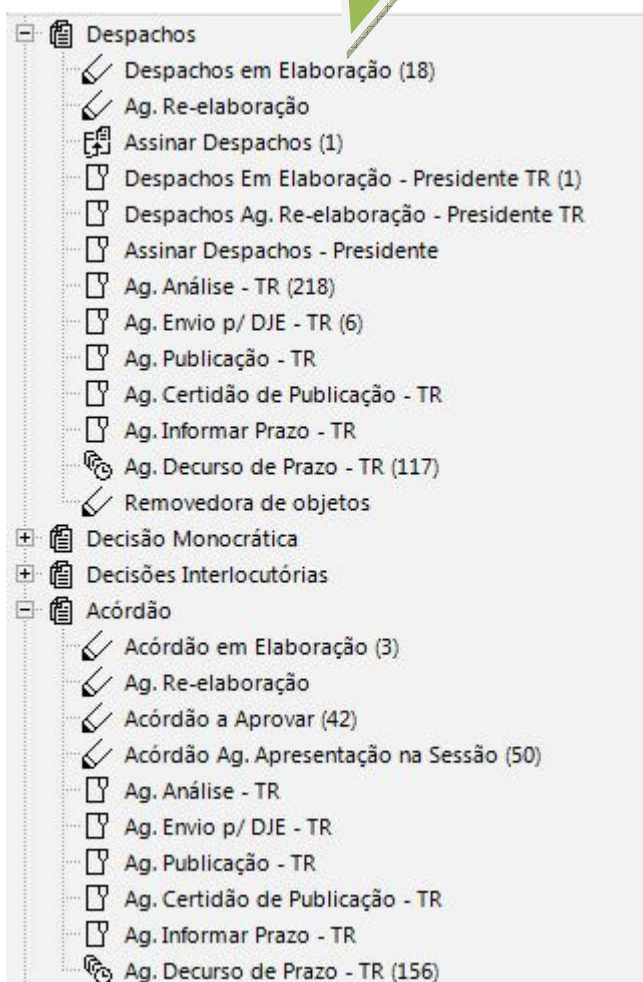 Despachos
Despachos em Elaboração (18)
Ag. Re-elaboração
Assinar Despachos (1)
Despachos Em Elaboração - Presidente TR (1)
Despachos Ag. Re-elaboração - Presidente TR
Assinar Despachos - Presidente
Ag. Análise - TR (218)
Ag. Envio p/ DJE - TR (6)
Ag. Publicação - TR
Ag. Certidão de Publicação - TR
Ag. Informar Prazo - TR
Ag. Decurso de Prazo - TR (117)
Removedora de objetos
Decisão Monocrática
Decisões Interlocutórias
Acórdão
Acórdão em Elaboração (3)
Ag. Re-elaboração
Acórdão a Aprovar (42)
Acórdão Ag. Apresentação na Sessão (50)
Ag. Análise - TR
Ag. Envio p/ DJE - TR
Ag. Publicação - TR
Ag. Certidão de Publicação - TR
Ag. Informar Prazo - TR
Ag. Decurso de Prazo - TR (156)